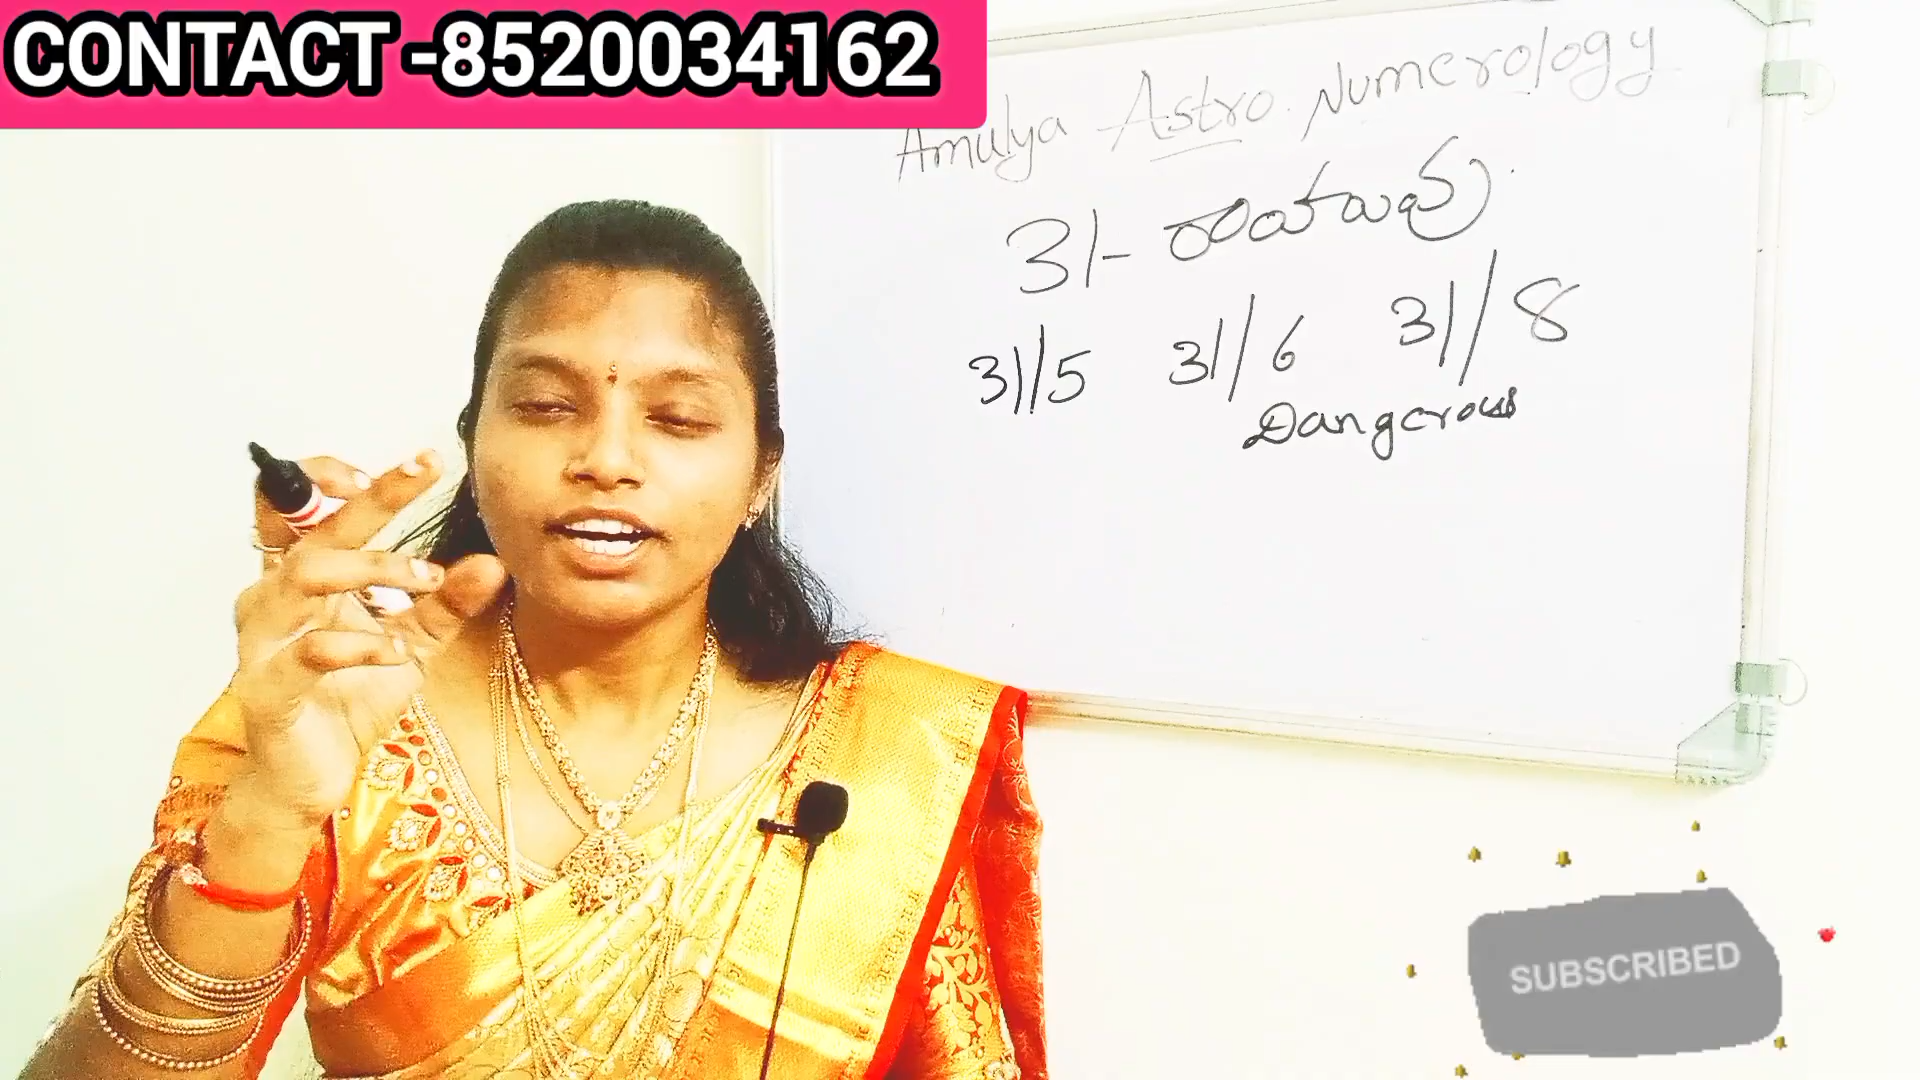 CONTACT -8520034162
Amulya Astro Numerology
31- రాయువు
31/5 31/6 31/8
Dangerous
SUBSCRIBED